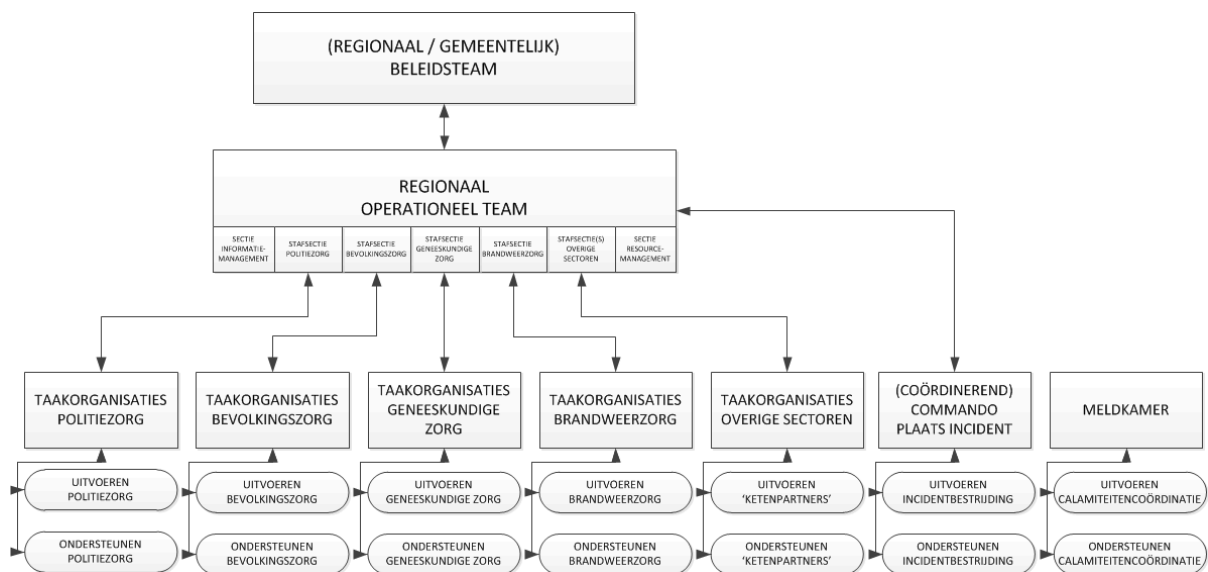 (REGIONAAL / GEMEENTELIJK)
BELEIDSTEAM
REGIONAAL
OPERATIONEEL TEAM
SECTIE
INFORMATIE-
MANAGEMENT
STAFSECTIE
POLITIEZORG
STAFSECTIE
BEVOLKINGSZORG
STAFSECTIE
GENEESKUNDIGE
ZORG
STAFSECTIE
BRANDWEERZORG
STAFSECTIE(S)
OVERIGE
SECTOREN
SECTIE
RESOURCE-
MANAGEMENT
TAAKORGANISATIES
POLITIEZORG
TAAKORGANISATIES
BEVOLKINGSZORG
TAAKORGANISATIES
GENEESKUNDIGE
ZORG
TAAKORGANISATIES
BRANDWEERZORG
TAAKORGANISATIES
OVERIGE SECTOREN
(COÖRDINEREND)
COMMANDO
PLAATS INCIDENT
MELDKAMER
UITVOEREN
POLITIEZORG
UITVOEREN
BEVOLKINGSZORG
UITVOEREN
GENEESKUNDIGE ZORG
UITVOEREN
BRANDWEERZORG
UITVOEREN
'KETENPARTNERS'
UITVOEREN
INCIDENTBESTRIJDING
UITVOEREN
CALAMITEITENCOÖRDINATIE
ONDERSTEUNEN
POLITIEZORG
ONDERSTEUNEN
BEVOLKINGSZORG
ONDERSTEUNEN
GENEESKUNDIGE ZORG
ONDERSTEUNEN
BRANDWEERZORG
ONDERSTEUNEN
'KETENPARTNERS'
ONDERSTEUNEN
INCIDENTBESTRIJDING
ONDERSTEUNEN
CALAMITEITENCOÖRDINATIE